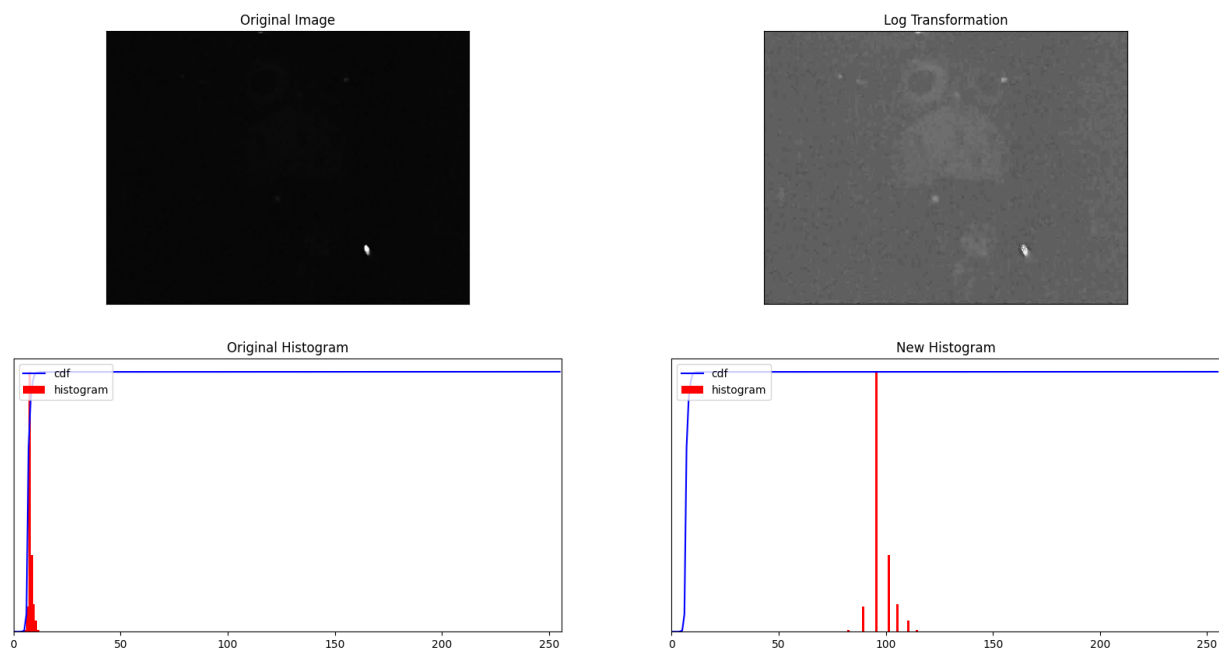 Original Image
Log Transformation
Original Histogram
cdf
histogram
0 50 100 150 200 250
New Histogram
cdf
histogram
0 50 100 150 200 250